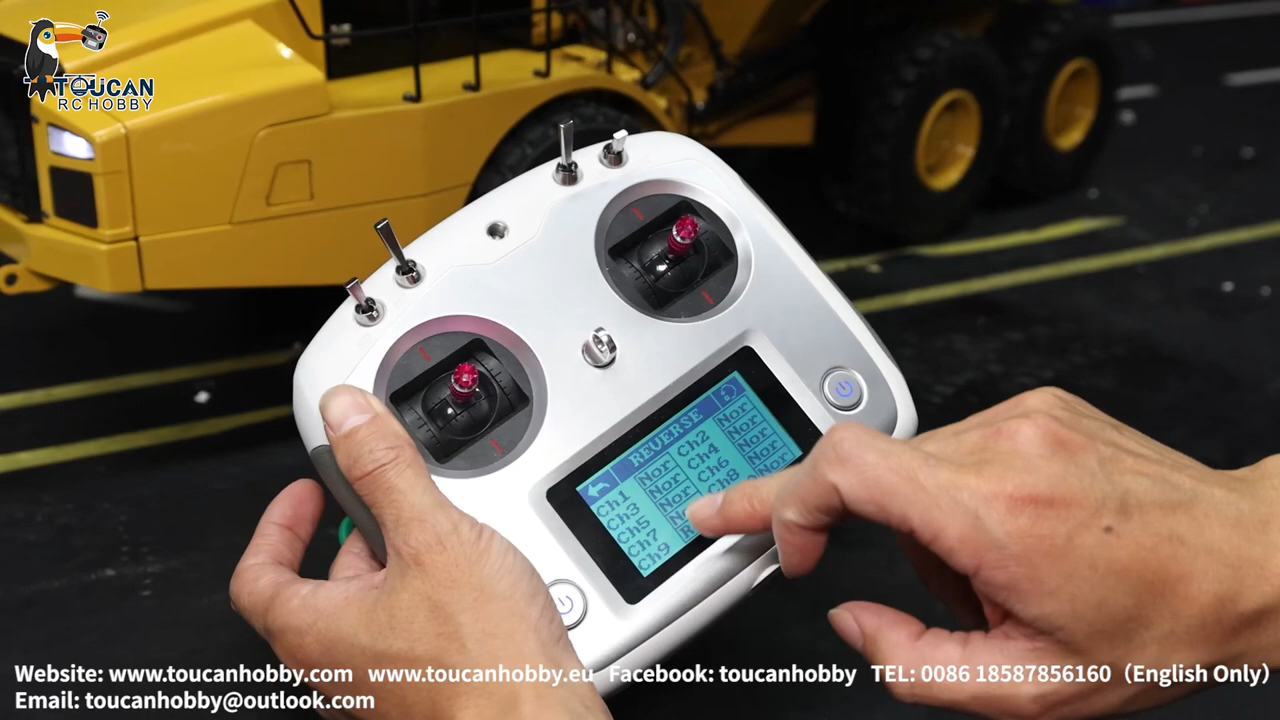 TOUCAN
RC HOBBY
REVERSE
Ch1 Nor Ch2 Nor
Ch3 Nor Ch4 Nor
Ch5 Nor Ch6 Nor
Ch7 Ch8 Nor
Ch9
Website: www.toucanhobby.com www.toucanhobby.eu Facebook: toucanhobby TEL: 0086 18587856160 (English Only)
Email: toucanhobby@outlook.com